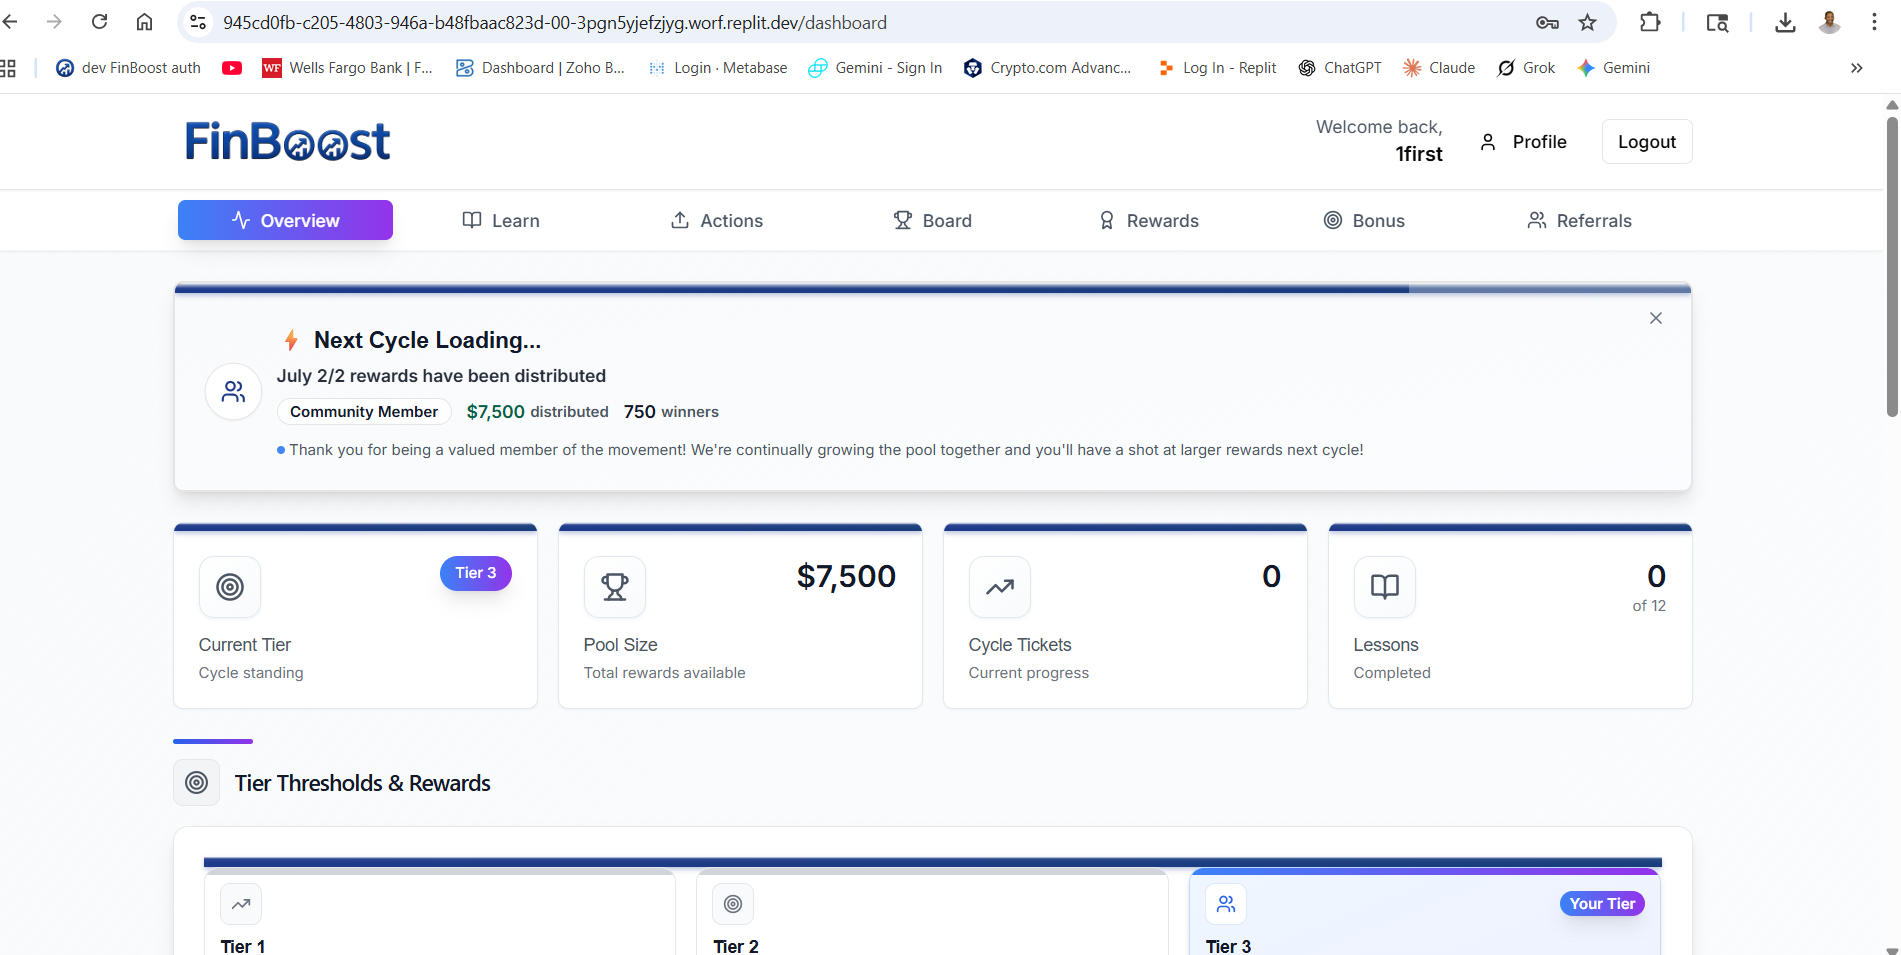 945cd0fb-c205-4803-946a-b48fbaac823d-00-3pgn5yjefzjyg.worf.replit.dev/dashboard
dev FinBoost auth
WF Wells Fargo Bank | F...
Dashboard | Zoho B...
Login · Metabase
Gemini - Sign In
Crypto.com Advanc...
Log In - Replit
ChatGPT
Claude
Grok
Gemini
FinBoost
Welcome back,
1first
Profile
Logout
Overview
Learn
Actions
Board
Rewards
Bonus
Referrals
Next Cycle Loading...
July 2/2 rewards have been distributed
Community Member $7,500 distributed 750 winners
Thank you for being a valued member of the movement! We're continually growing the pool together and you'll have a shot at larger rewards next cycle!
Tier 3
Current Tier
Cycle standing
$7,500
Pool Size
Total rewards available
0
Cycle Tickets
Current progress
0
of 12
Lessons
Completed
Tier Thresholds & Rewards
Tier 1
Tier 2
Your Tier
Tier 3